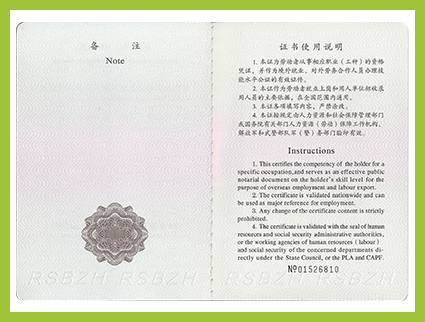 备 注
Note
证书使用说明
1. 本证为劳动者从事相应职业（工种）的资格
凭证，并作为境外就业、对外劳务合作人员办理技
能水平公证的有效证件。
2. 本证作为劳动者就业上岗和用人单位招收录
用人员的主要依据，在全国范围内通用。
3. 本证各项填写内容，严禁涂改。
4. 本证按规定由人力资源和社会保障管理部门
或国务院有关部门人力资源（劳动）保障工作机构、
解放军和武警部队军（警）务部门验印有效。
Instructions
1. This certifies the competency of the holder for a
specific occupation,and serves as an effective public
notarial document on the holder's skill level for the
purpose of overseas employment and labour export.
2. The certificate is validated nationwide and can
be used as major reference for employment.
3. Any change of the certificate content is strictly
prohibited.
4. The certificate is validated with the seal of human
resources and social security administrative authorities,
or the working agencies of human resources (labour)
and social security of the concerned departments di-
rectly under the State Council, or the PLA and CAPF.
RSBZH RSBZH RSBZH RSBZH
№01526810